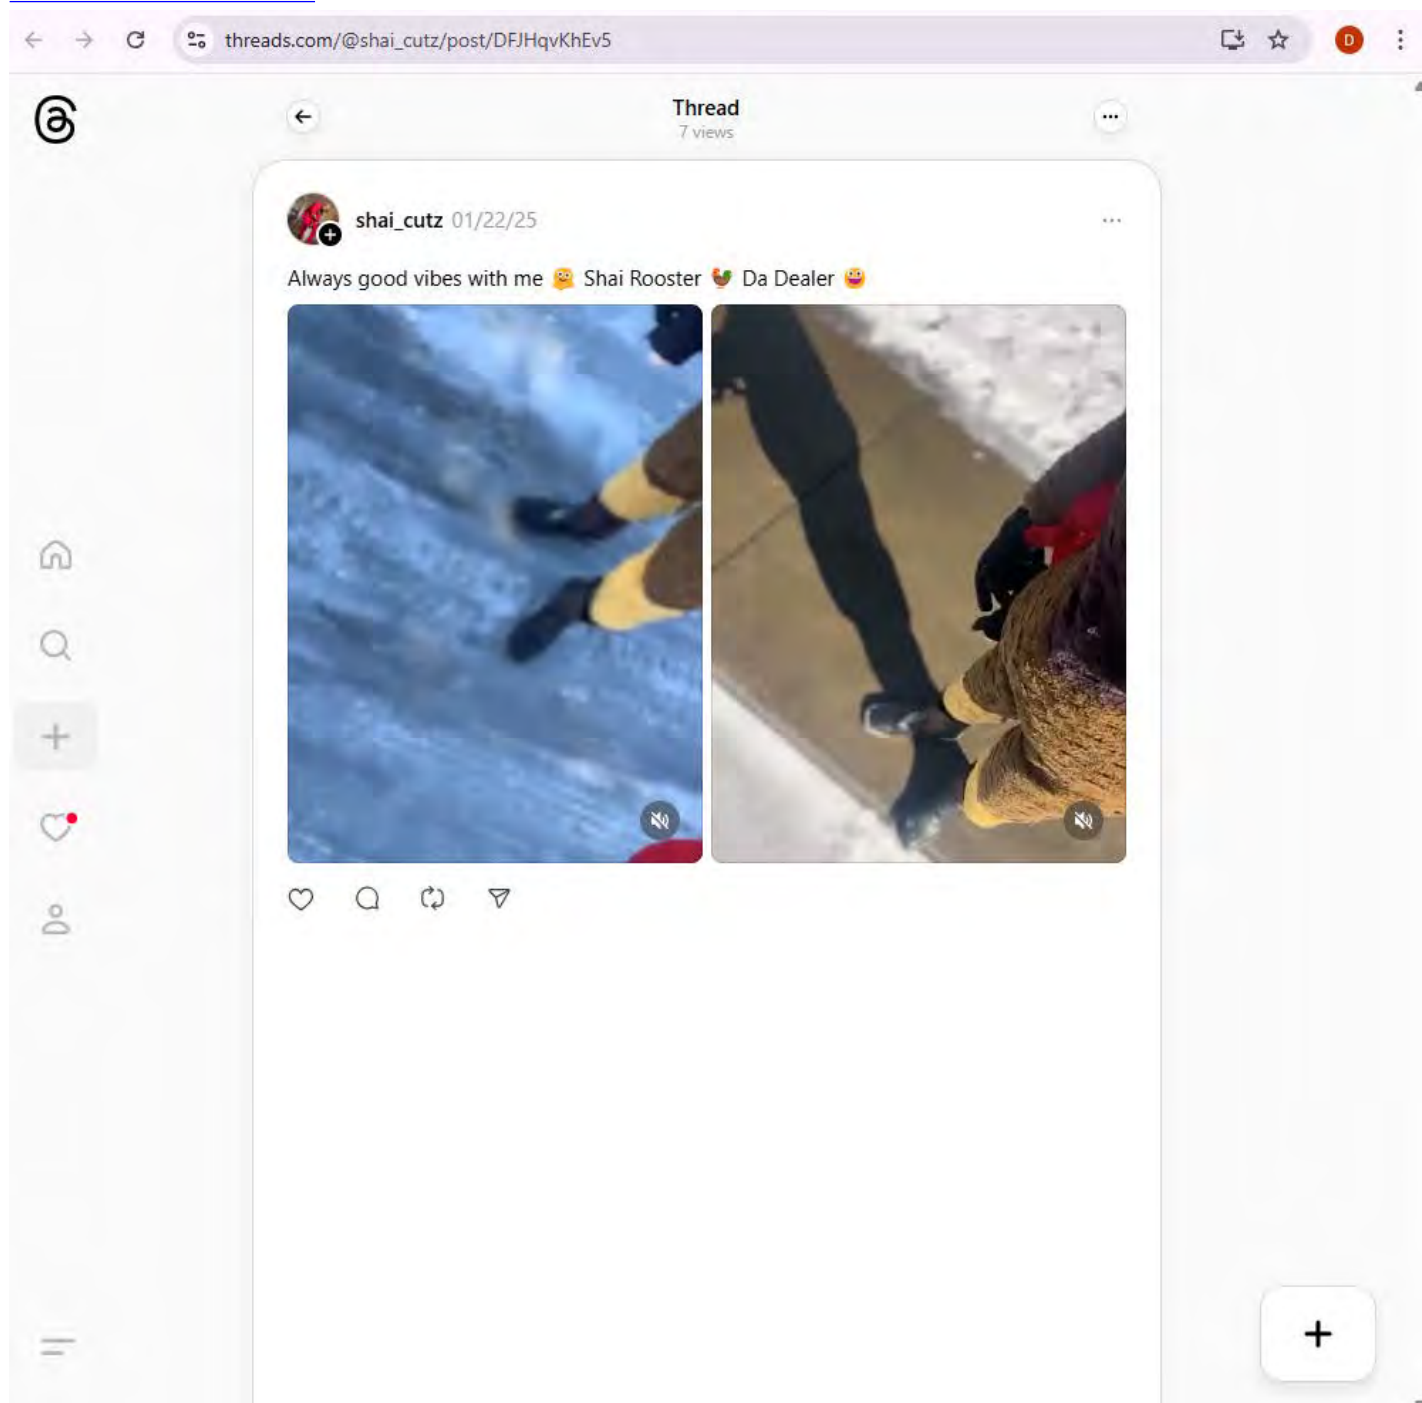 threads.com/@shai_cutz/post/DFJHqvKhEv5
D
Thread
7 views
shai_cutz 01/22/25
Always good vibes with me 🫠 Shai Rooster 🐓 Da Dealer 😀